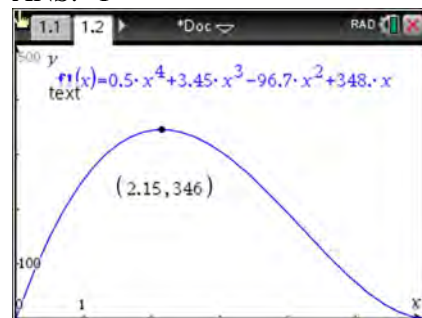 1.1 1.2 *Doc RAD
500 y
f1(x)=0.5·x⁴+3.45·x³−96.7·x²+348.·x
text
(2.15,346)
100
0 1 x